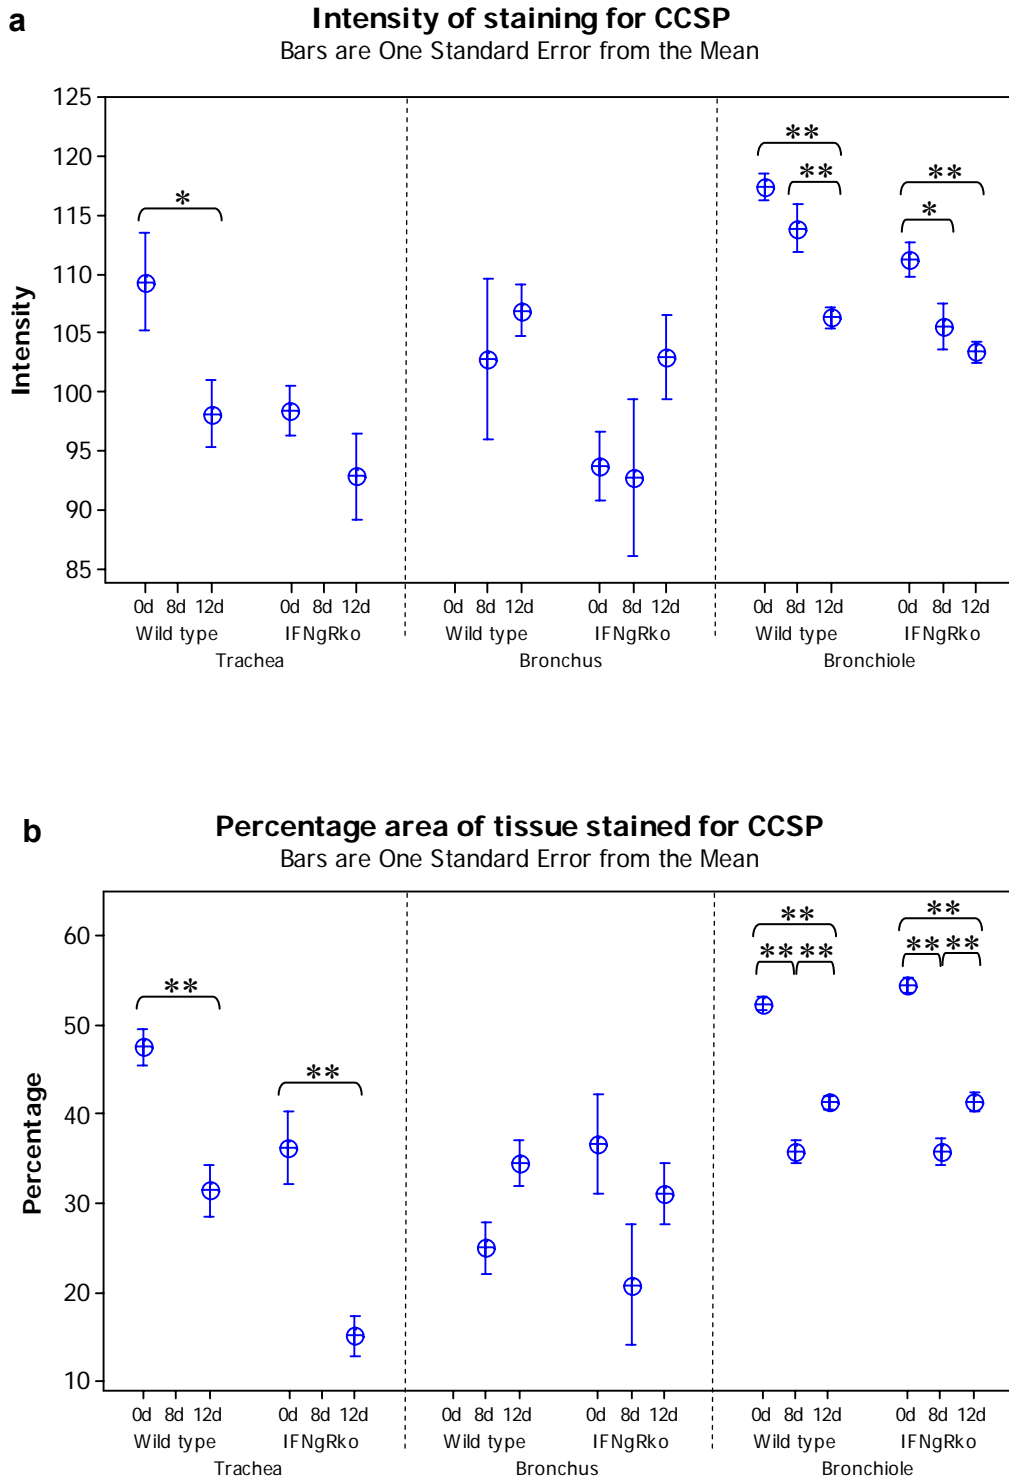 a
Intensity of staining for CCSP
Bars are One Standard Error from the Mean
125
120
115
110
105
100
95
90
85
Intensity
*
**
**
**
*
0d 8d 12d 0d 8d 12d 0d 8d 12d 0d 8d 12d 0d 8d 12d 0d 8d 12d
Wild type IFNgRko Wild type IFNgRko Wild type IFNgRko
Trachea Bronchus Bronchiole
b
Percentage area of tissue stained for CCSP
Bars are One Standard Error from the Mean
60
50
40
30
20
10
Percentage
**
**
**
** **
**
** **
0d 8d 12d 0d 8d 12d 0d 8d 12d 0d 8d 12d 0d 8d 12d 0d 8d 12d
Wild type IFNgRko Wild type IFNgRko Wild type IFNgRko
Trachea Bronchus Bronchiole